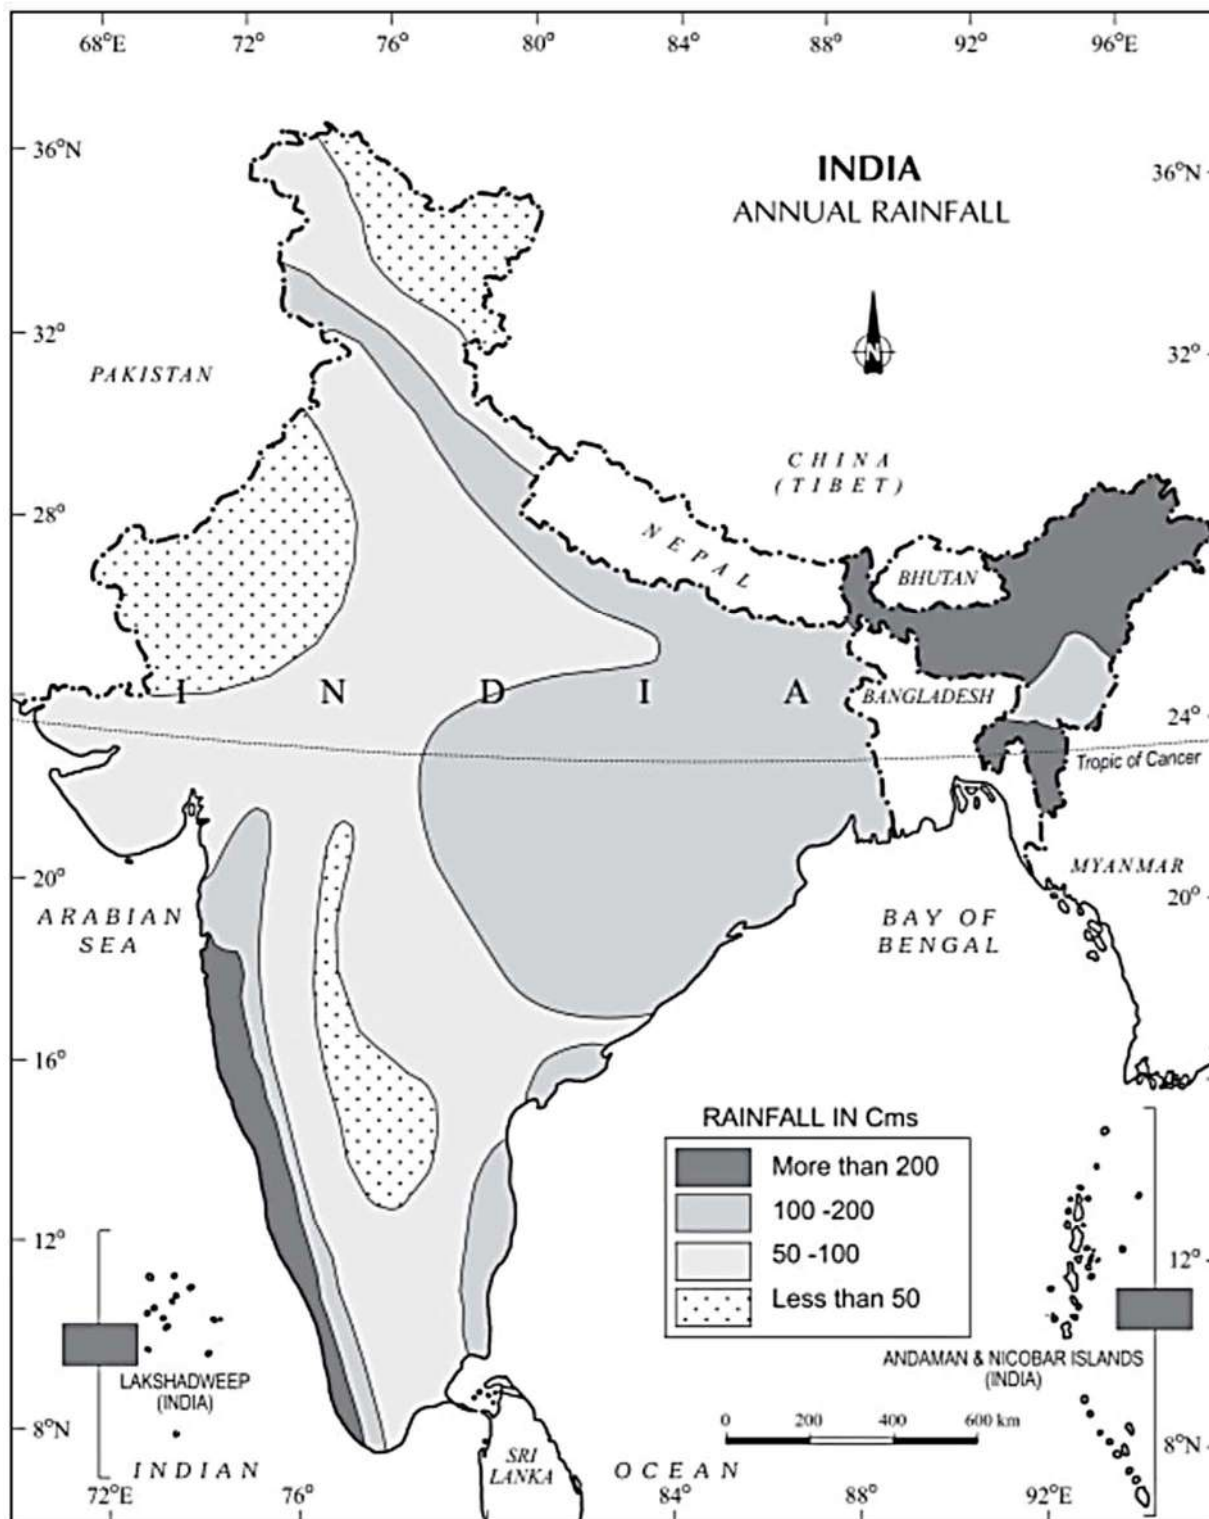 68°E 72° 76° 80° 84° 88° 92° 96°E
36°N
INDIA
36°N
ANNUAL RAINFALL
N
32°
32°
PAKISTAN
CHINA
(TIBET)
28°
NEPAL
BHUTAN
I N D I A
BANGLADESH
24°
Tropic of Cancer
20°
MYANMAR
20°
ARABIAN
SEA
BAY OF
BENGAL
16°
RAINFALL IN Cms
More than 200
100 -200
50 -100
Less than 50
12°
12°
LAKSHADWEEP
(INDIA)
ANDAMAN & NICOBAR ISLANDS
(INDIA)
0 200 400 600 km
8°N
8°N
SRI
LANKA
INDIAN OCEAN
72°E 76° 84° 88° 92°E